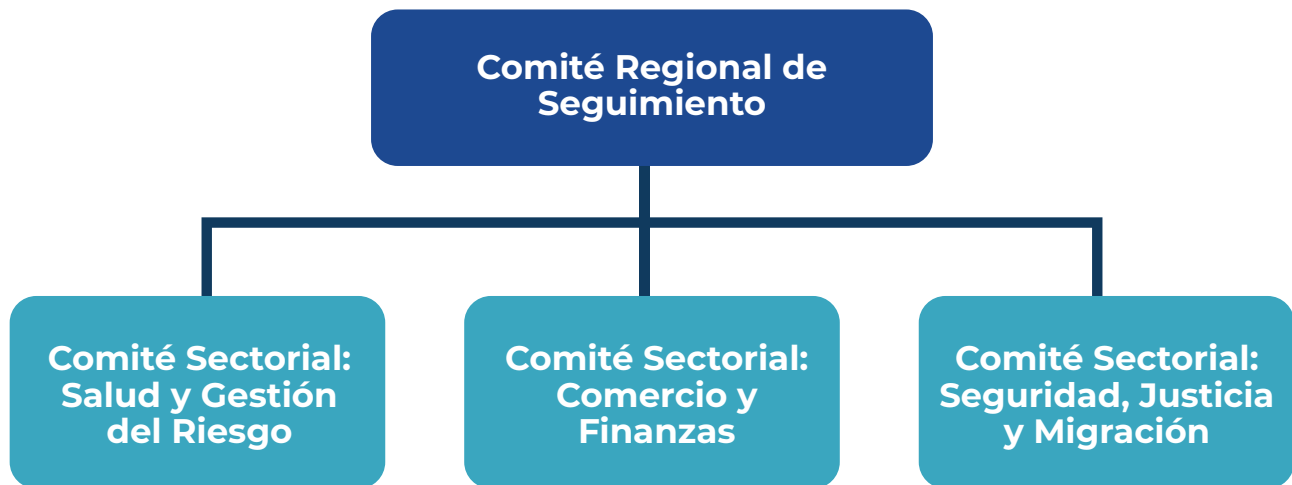 Comité Regional de
Seguimiento
Comité Sectorial:
Salud y Gestión
del Riesgo
Comité Sectorial:
Comercio y
Finanzas
Comité Sectorial:
Seguridad, Justicia
y Migración